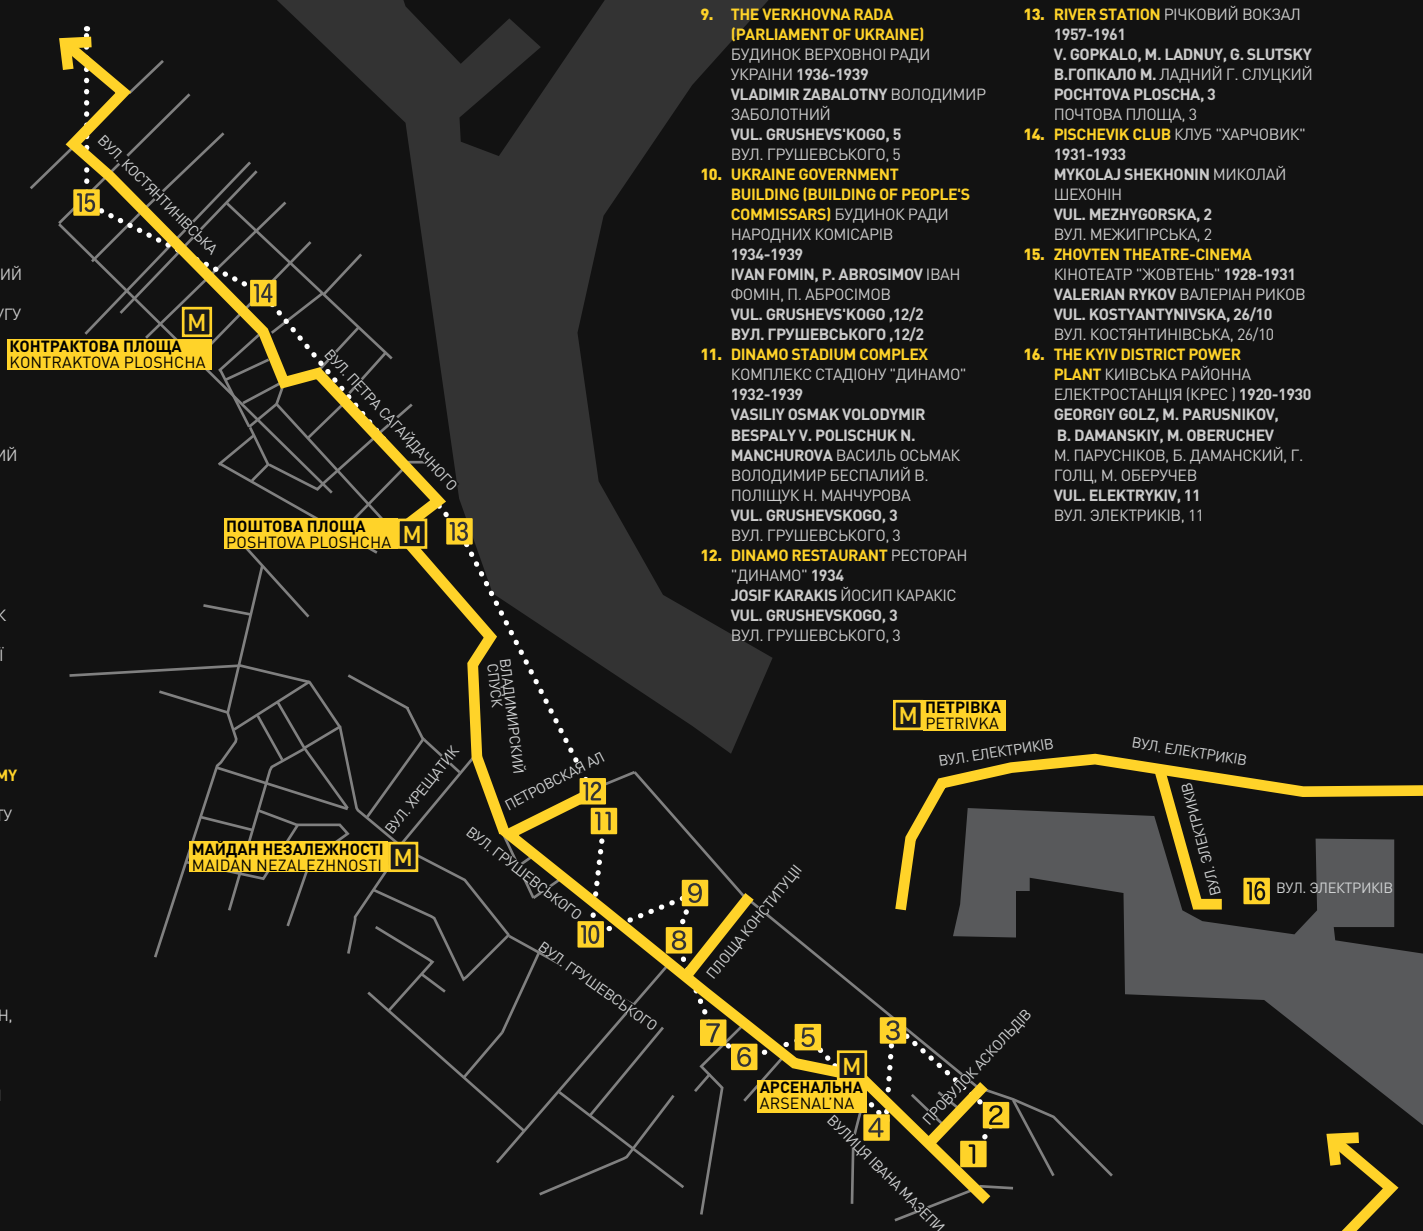 9. THE VERKHOVNA RADA
(PARLIAMENT OF UKRAINE)
БУДИНОК ВЕРХОВНОІ РАДИ
УКРАІНИ 1936-1939
VLADIMIR ZABALOTNY ВОЛОДИМИР
ЗАБОЛОТНИЙ
VUL. GRUSHEVS'KOGO, 5
ВУЛ. ГРУШЕВСЬКОГО, 5
10. UKRAINE GOVERNMENT
BUILDING (BUILDING OF PEOPLE'S
COMMISSARS) БУДИНОК РАДИ
НАРОДНИХ КОМІСАРІВ
1934-1939
IVAN FOMIN, P. ABROSIMOV ІВАН
ФОМІН, П. АБРОСІМОВ
VUL. GRUSHEVS'KOGO ,12/2
ВУЛ. ГРУШЕВСЬКОГО ,12/2
11. DINAMO STADIUM COMPLEX
КОМПЛЕКС СТАДІОНУ "ДИНАМО"
1932-1939
VASILIY OSMAK VOLODYMIR
BESPALY V. POLISCHUK N.
MANCHUROVA ВАСИЛЬ ОСЬМАК
ВОЛОДИМИР БЕСПАЛИЙ В.
ПОЛІЩУК Н. МАНЧУРОВА
VUL. GRUSHEVSKOGO, 3
ВУЛ. ГРУШЕВСЬКОГО, 3
12. DINAMO RESTAURANT РЕСТОРАН
"ДИНАМО" 1934
JOSIF KARAKIS ЙОСИП КАРАКІС
VUL. GRUSHEVSKOGO, 3
ВУЛ. ГРУШЕВСЬКОГО, 3
13. RIVER STATION РІЧКОВИЙ ВОКЗАЛ
1957-1961
V. GOPKALO, M. LADNUY, G. SLUTSKY
В.ГОПКАЛО М. ЛАДНИЙ Г. СЛУЦКИЙ
POCHTOVA PLOSCHA, 3
ПОЧТОВА ПЛОЩА, 3
14. PISCHEVIK CLUB КЛУБ "ХАРЧОВИК"
1931-1933
MYKOLAJ SHEKHONIN МИКОЛАЙ
ШЕХОНІН
VUL. MEZHYGORSKA, 2
ВУЛ. МЕЖИГІРСЬКА, 2
15. ZHOVTEN THEATRE-CINEMA
КІНОТЕАТР "ЖОВТЕНЬ" 1928-1931
VALERIAN RYKOV ВАЛЕРІАН РИКОВ
VUL. KOSTYANTYNIVSKA, 26/10
ВУЛ. КОСТЯНТИНІВСЬКА, 26/10
16. THE KYIV DISTRICT POWER
PLANT КИІВСЬКА РАЙОННА
ЕЛЕКТРОСТАНЦІЯ (КРЕС ) 1920-1930
GEORGIY GOLZ, M. PARUSNIKOV,
B. DAMANSKIY, M. OBERUCHEV
М. ПАРУСНІКОВ, Б. ДАМАНСКИЙ, Г.
ГОЛЦ, М. ОБЕРУЧЕВ
VUL. ELEKTRYKIV, 11
ВУЛ. ЭЛЕКТРИКІВ, 11
ВУЛ. КОСТЯНТИНІВСЬКА
15
14
M
КОНТРАКТОВА ПЛОЩА
KONTRAKTOVA PLOSHCHA
ВУЛ. ПЕТРА САГАЙДАЧНОГО
ПОШТОВА ПЛОЩА
POSHTOVA PLOSHCHA
M
13
ВЛАДИМИРСКИЙ
СПУСК
ПЕТРОВСКАЯ АЛ
12
11
ВУЛ. ХРЕЩАТИК
МАЙДАН НЕЗАЛЕЖНОСТІ
MAIDAN NEZALEZHNOSTI
M
ВУЛ. ГРУШЕВСЬКОГО
9
10
8
ПЛОЩА КОНСТИТУЦІІ
ВУЛ. ГРУШЕВСЬКОГО
7
6
5
3
M
АРСЕНАЛЬНА
ARSENAL'NA
ПРОВУЛОК АСКОЛЬДІВ
4
2
1
ВУЛИЦЯ ІВАНА МАЗЕПИ
M ПЕТРІВКА
PETRIVKA
ВУЛ. ЕЛЕКТРИКІВ
ВУЛ. ЕЛЕКТРИКІВ
ВУЛ. ЭЛЕКТРИКІВ
16 ВУЛ. ЭЛЕКТРИКІВ
ИЙ
УГУ
ИЙ
К
Ї
MY
ТУ
Н,